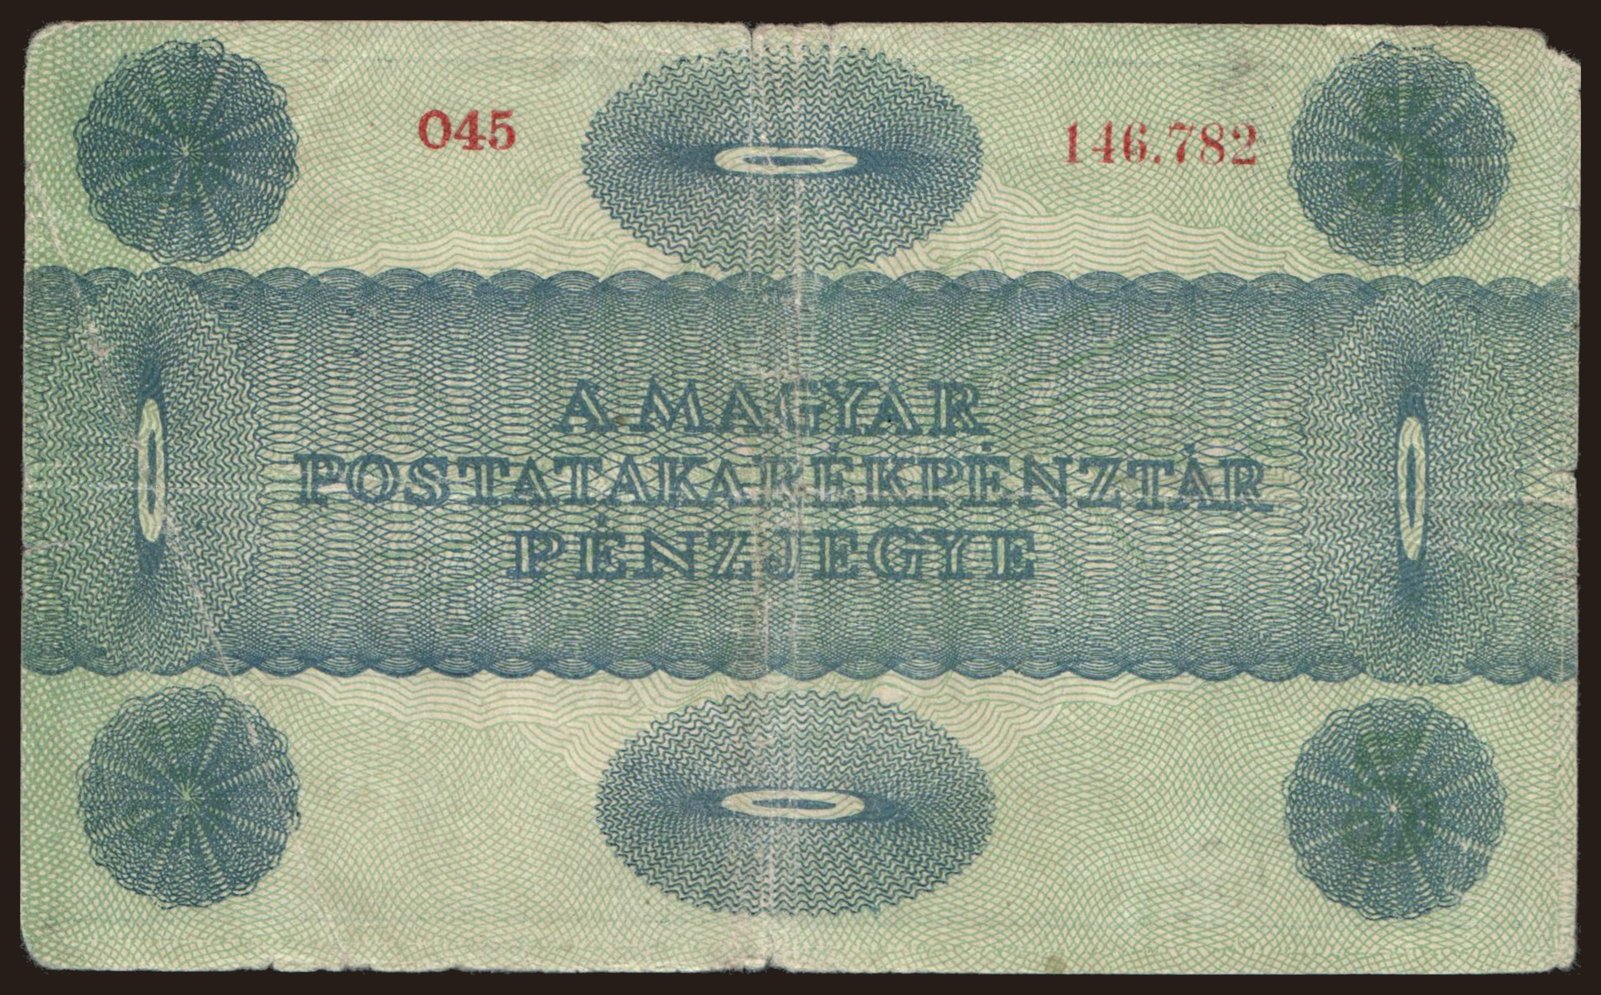 045 146.782
A MAGYAR
POSTATAKARÉKPÉNZTÁR
PÉNZJEGYE